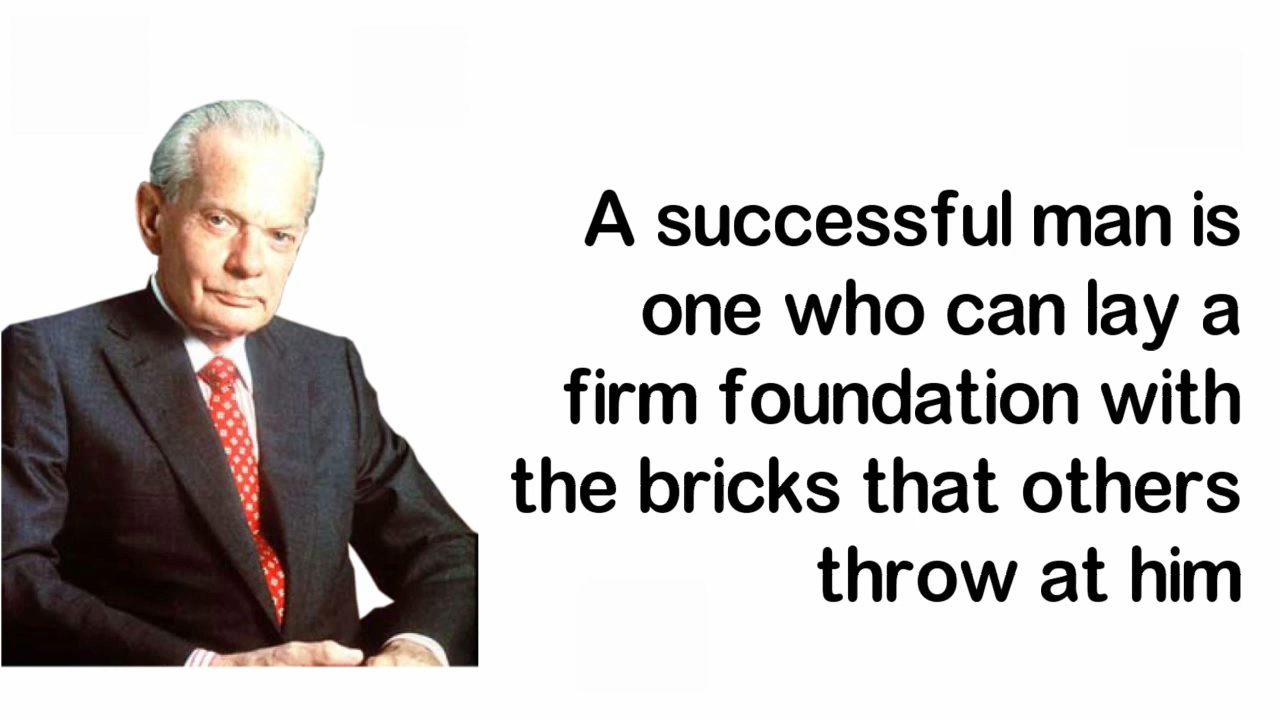 A successful man is
one who can lay a
firm foundation with
the bricks that others
throw at him